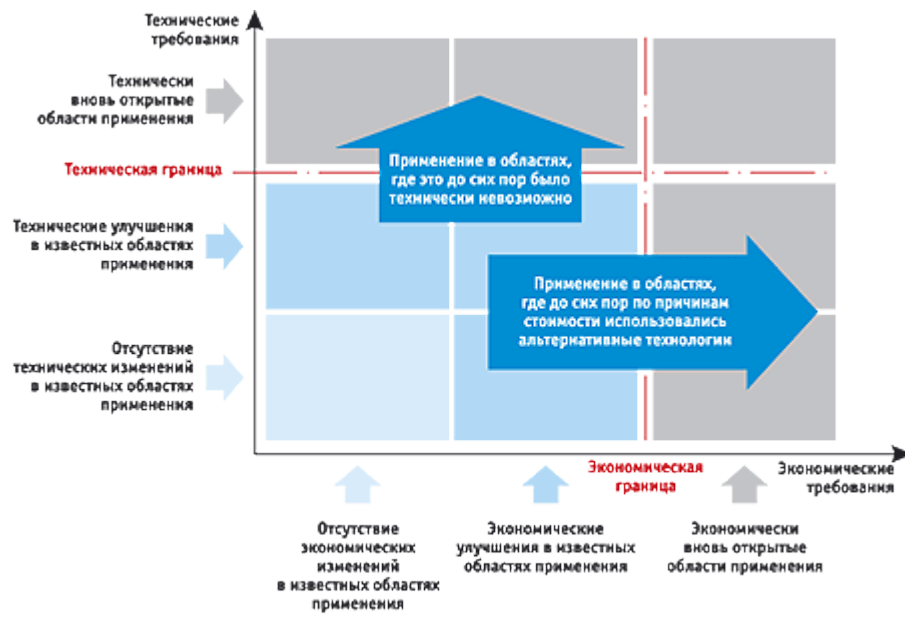 Технические
требования
Технически
вновь открытые
области применения
Техническая граница
Применение в областях,
где это до сих пор было
технически невозможно
Технические улучшения
в известных областях
применения
Применение в областях,
где до сих пор по причинам
стоимости использовались
альтернативные технологии
Отсутствие
технических изменений
в известных областях
применения
Экономическая
граница
Экономические
требования
Отсутствие
экономических
изменений
в известных областях
применения
Экономические
улучшения в известных
областях применения
Экономически
вновь открытые
области применения